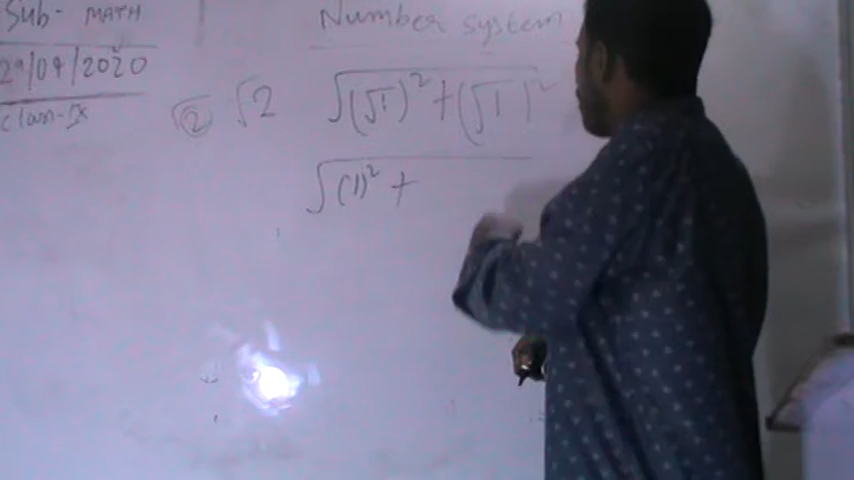 Sub- MATH
29/04/2020
Class-IX
Number system
② √2
√((√1)² + (√1)²
√((1)² +